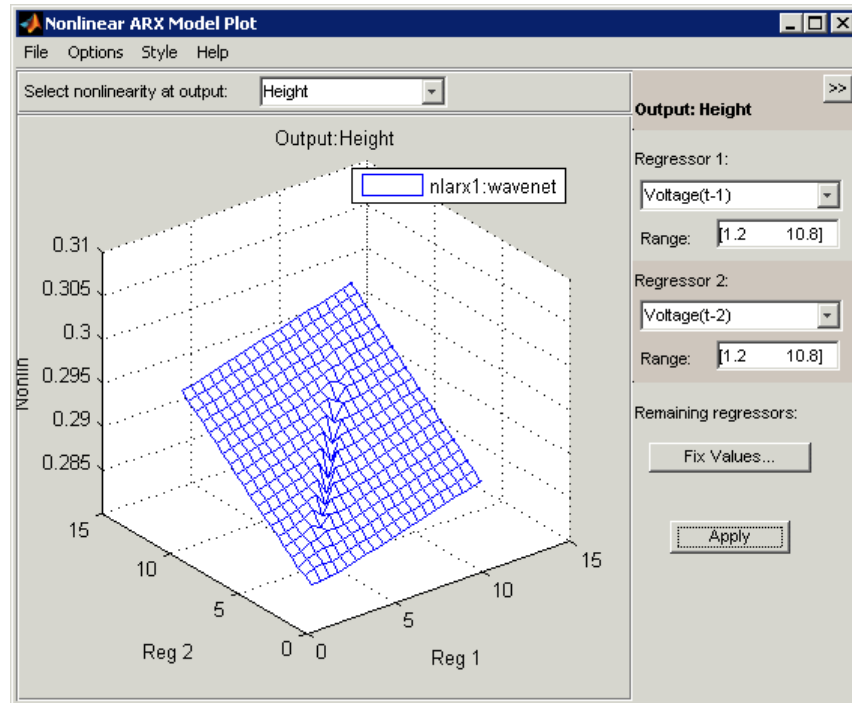 Nonlinear ARX Model Plot
File Options Style Help
Select nonlinearity at output: Height
>>
Output: Height
Output:Height
nlarx1:wavenet
0.31
0.305
0.3
0.295
0.29
0.285
Nonlin
15
10
5
0
Reg 2
0
5
10
15
Reg 1
Regressor 1:
Voltage(t-1)
Range: [1.2 10.8]
Regressor 2:
Voltage(t-2)
Range: [1.2 10.8]
Remaining regressors:
Fix Values...
Apply